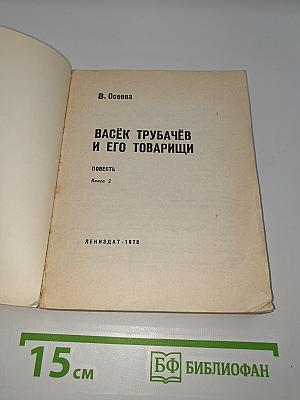 В. Осеева
ВАСЁК ТРУБАЧЁВ
И ЕГО ТОВАРИЩИ
ПОВЕСТЬ
Книга 2
ЛЕНИЗДАТ · 1978
15 см
БФ БИБЛИОФАН